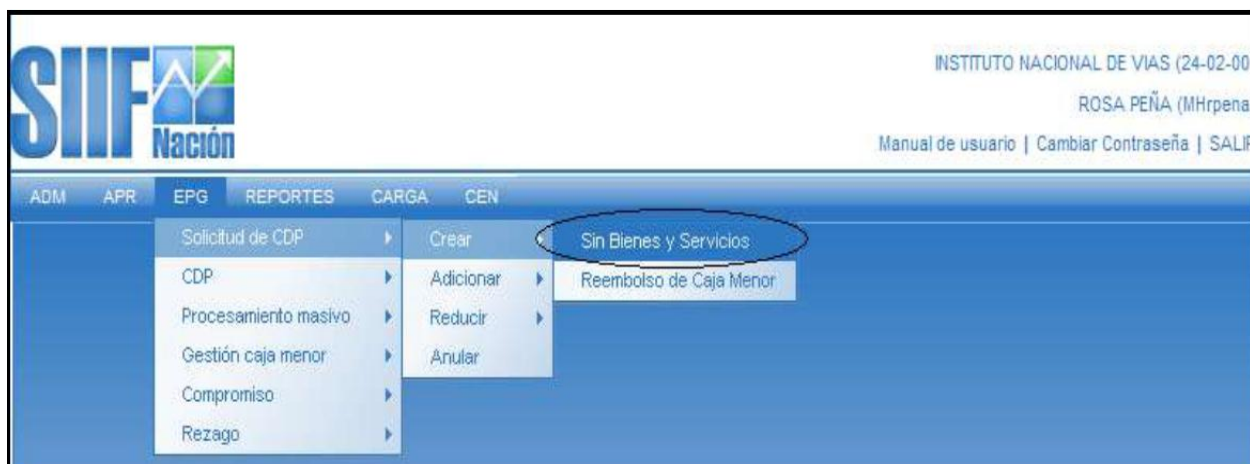 SIIF
Nación
INSTITUTO NACIONAL DE VIAS (24-02-00
ROSA PEÑA (MHrpena
Manual de usuario | Cambiar Contraseña | SALIR
ADM APR EPG REPORTES CARGA CEN
Solicitud de CDP Crear Sin Bienes y Servicios
CDP Adicionar Reembolso de Caja Menor
Procesamiento masivo Reducir
Gestión caja menor Anular
Compromiso
Rezago